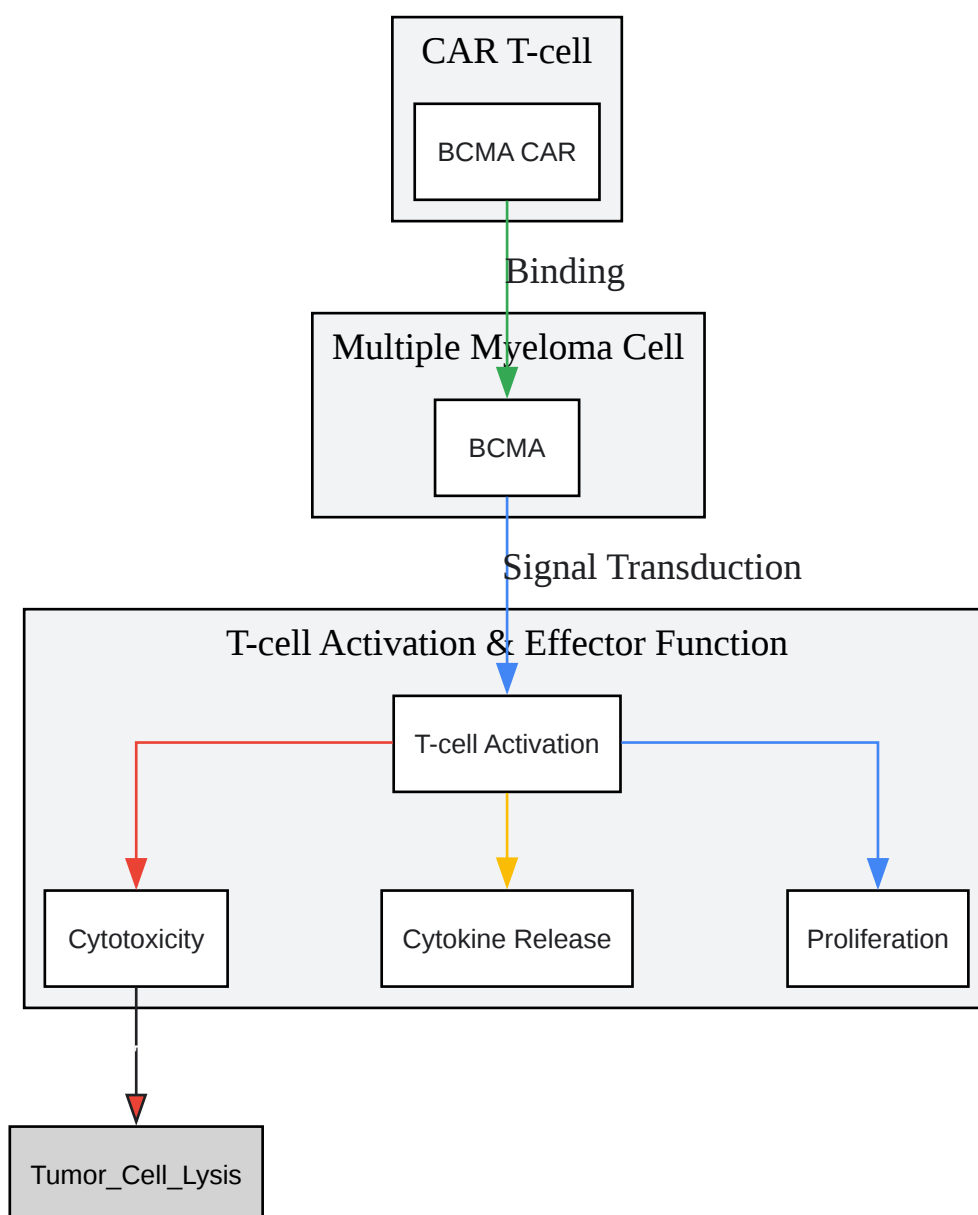 CAR T-cell
BCMA CAR
Binding
Multiple Myeloma Cell
BCMA
Signal Transduction
T-cell Activation & Effector Function
T-cell Activation
Cytotoxicity
Cytokine Release
Proliferation
Tumor_Cell_Lysis